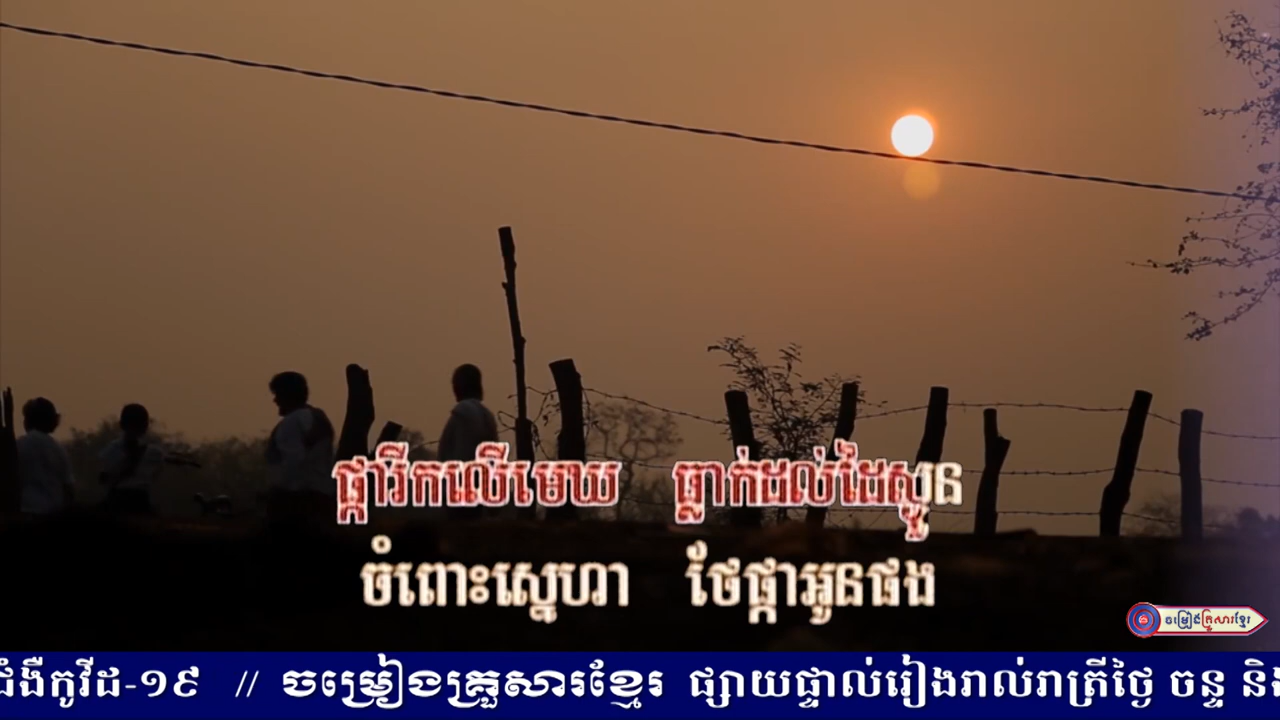 ផ្ការីកលើមេឃ ធ្លាក់ដល់ដៃស្ងួន
ចំពោះស្នេហា ថែផ្កាអូនផង
ចម្រៀងគ្រួសារខ្មែរ
ជំងឺកូវីដ-១៩ // ចម្រៀងគ្រួសារខ្មែរ ផ្សាយផ្ទាល់រៀងរាល់រាត្រីថ្ងៃ ចន្ទ និង